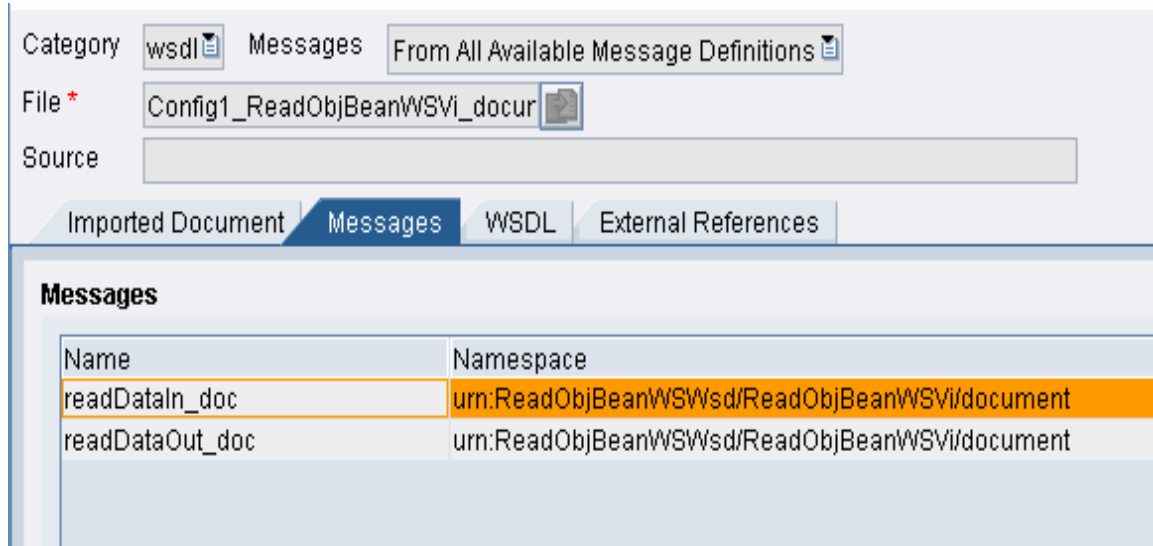 Category wsdl Messages From All Available Message Definitions
File * Config1_ReadObjBeanWSVi_docur
Source
Imported Document Messages WSDL External References
Messages
Name Namespace
readDataIn_doc urn:ReadObjBeanWSWsd/ReadObjBeanWSVi/document
readDataOut_doc urn:ReadObjBeanWSWsd/ReadObjBeanWSVi/document